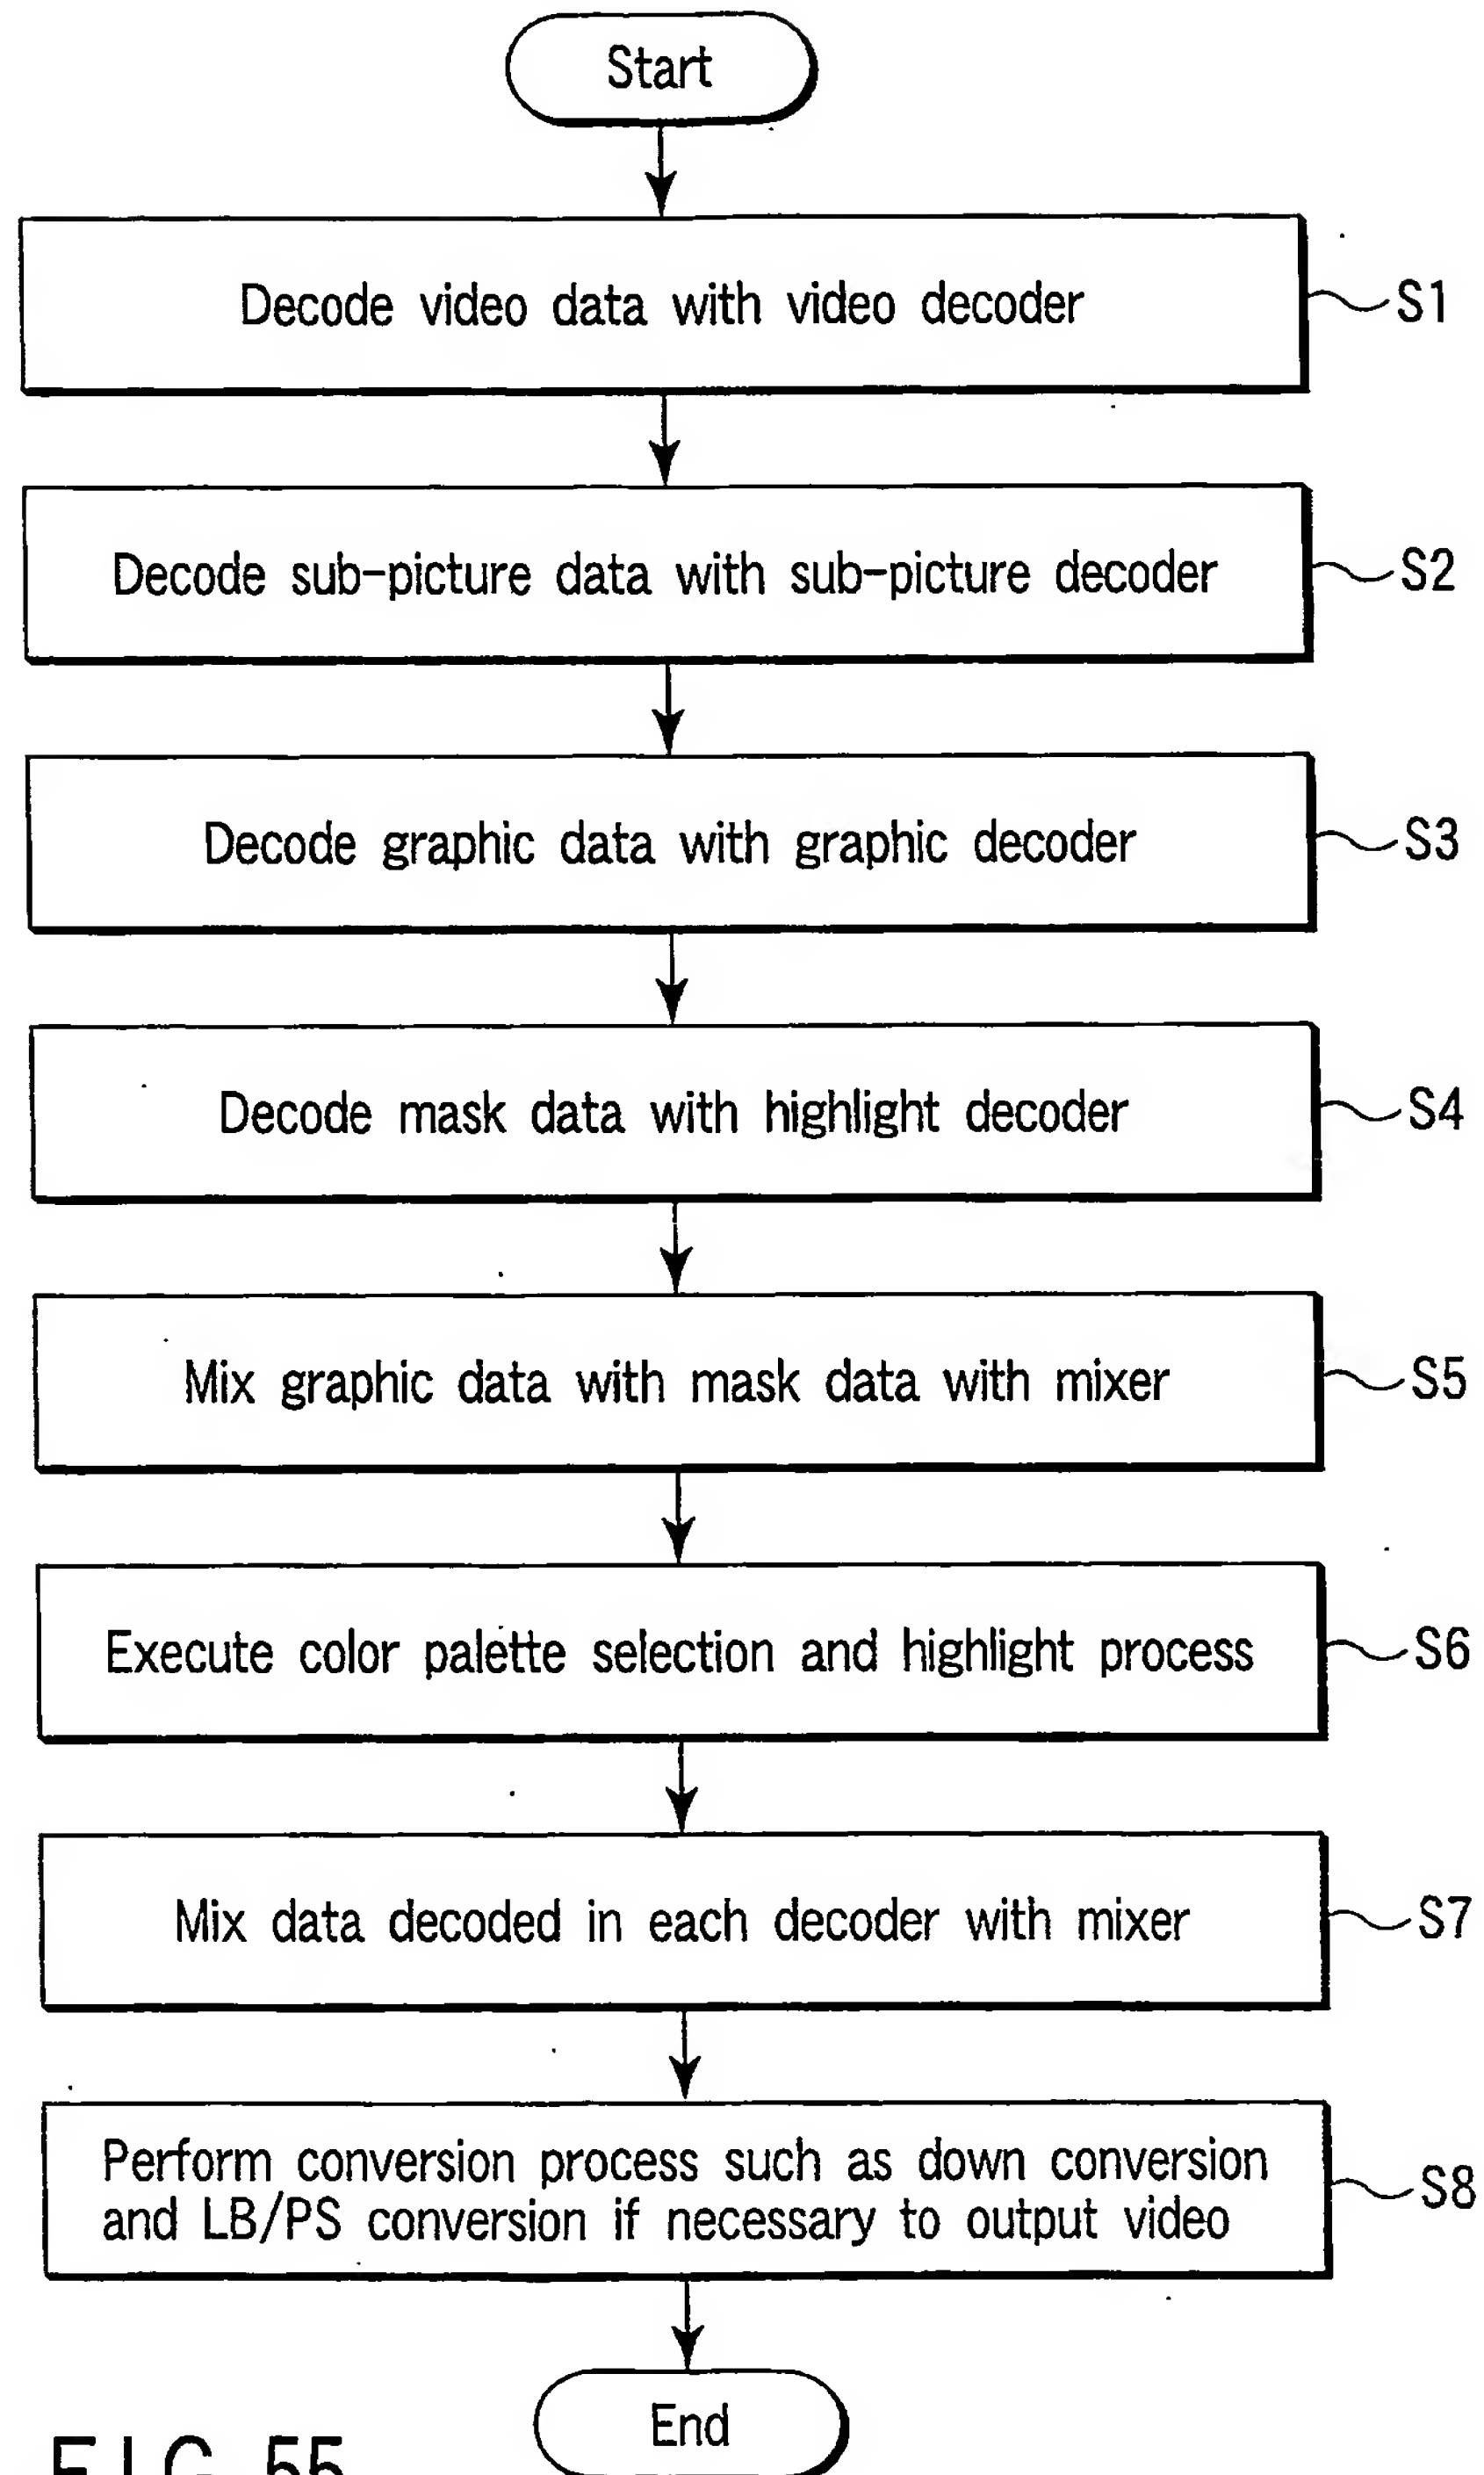 Start
Decode video data with video decoder
S1
Decode sub-picture data with sub-picture decoder
S2
Decode graphic data with graphic decoder
S3
Decode mask data with highlight decoder
S4
Mix graphic data with mask data with mixer
S5
Execute color palette selection and highlight process
S6
Mix data decoded in each decoder with mixer
S7
Perform conversion process such as down conversion
and LB/PS conversion if necessary to output video
S8
End
FIG. 55